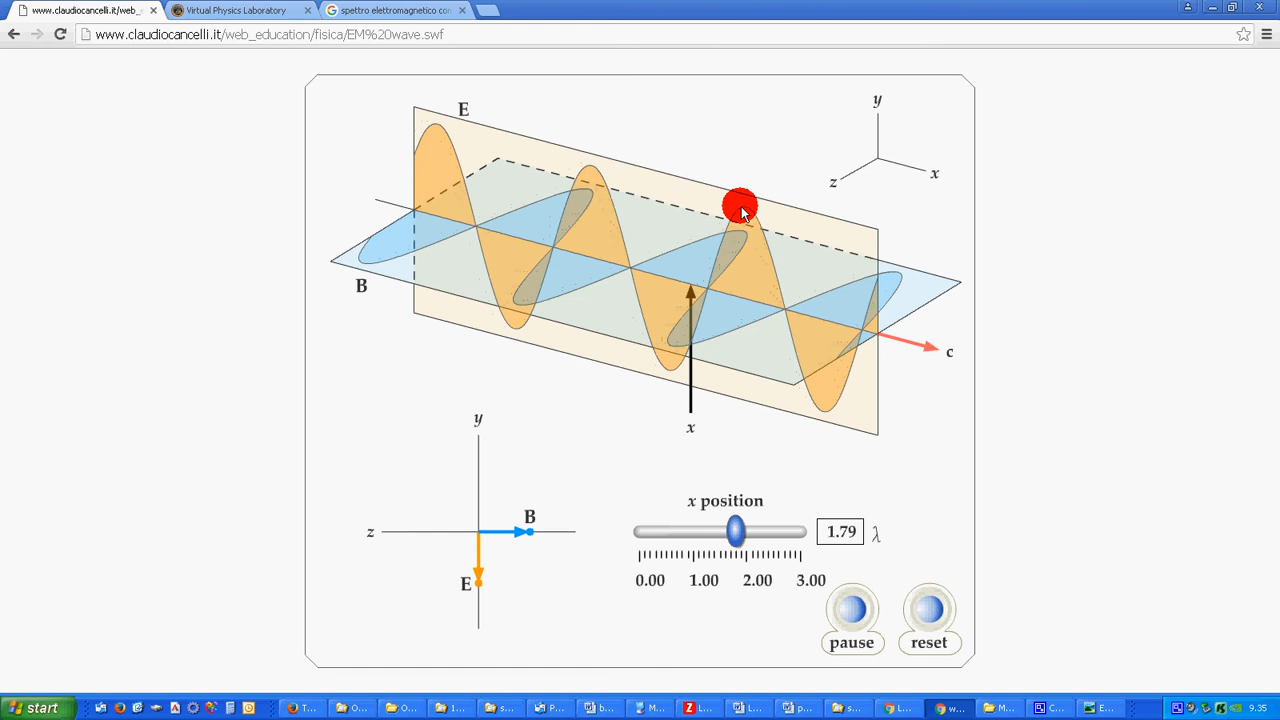 www.claudiocancelli.it/web_
Virtual Physics Laboratory
spettro elettromagnetico con
www.claudiocancelli.it/web_education/fisica/EM%20wave.swf
E
y
z
x
B
c
x
y
x position
B
z
1.79 λ
E
0.00 1.00 2.00 3.00
pause reset
start
T...
O...
O...
1...
s...
P...
b...
M...
L...
L...
p...
s...
L...
w...
M...
C...
E...
9.35